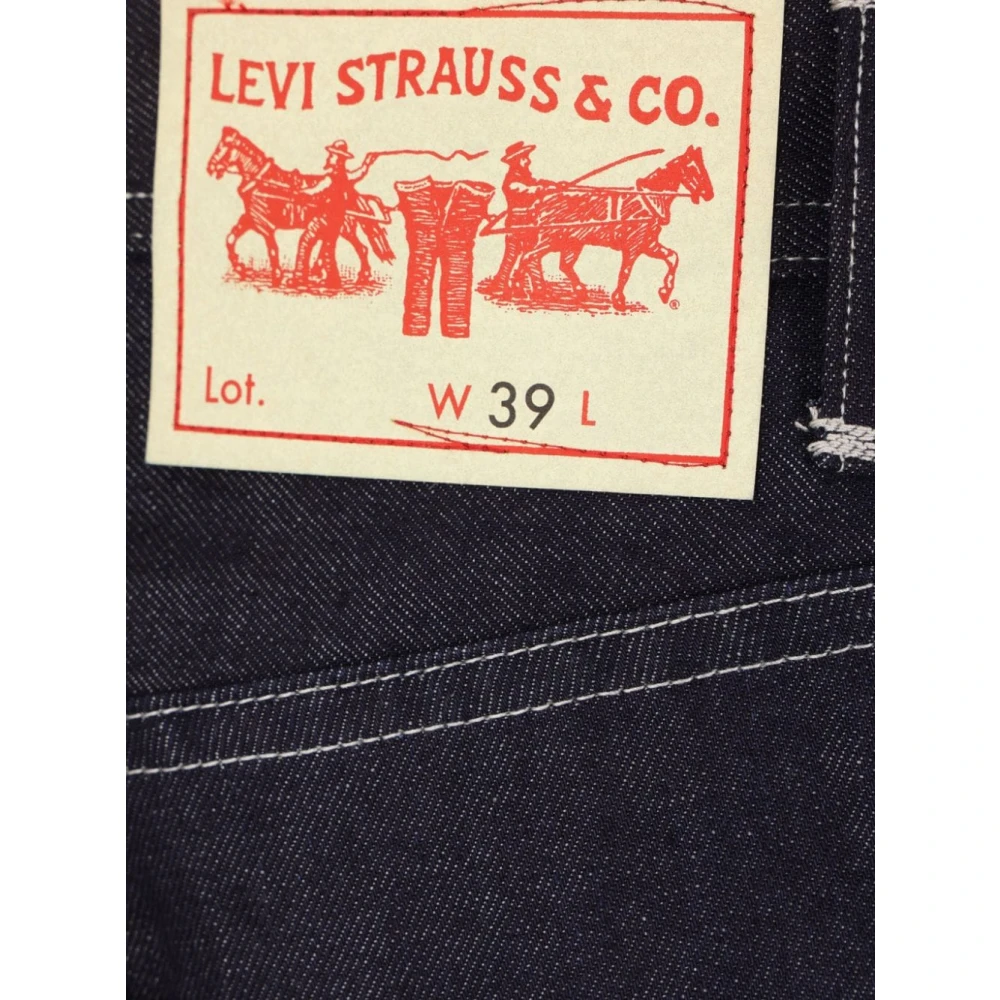 LEVI STRAUSS & CO.
®
Lot. W 39 L